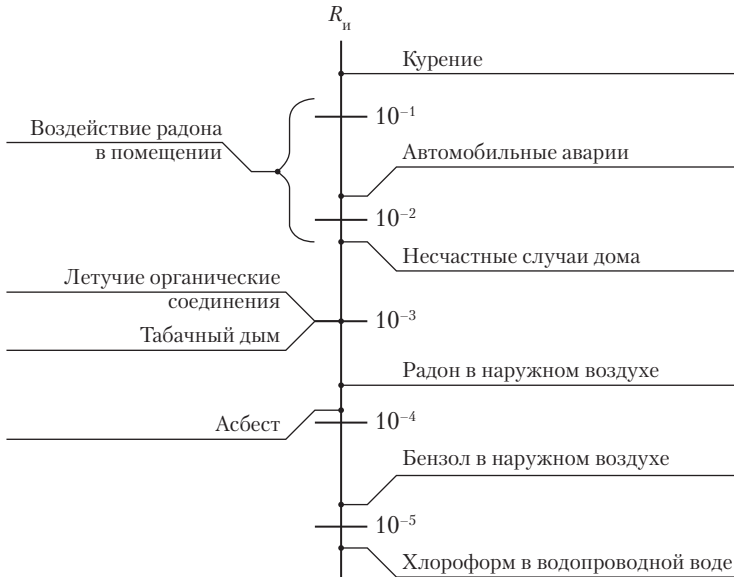 R_и
Курение
10⁻¹
Воздействие радона
в помещении
Автомобильные аварии
10⁻²
Несчастные случаи дома
Летучие органические
соединения
10⁻³
Табачный дым
Радон в наружном воздухе
Асбест
10⁻⁴
Бензол в наружном воздухе
10⁻⁵
Хлороформ в водопроводной воде